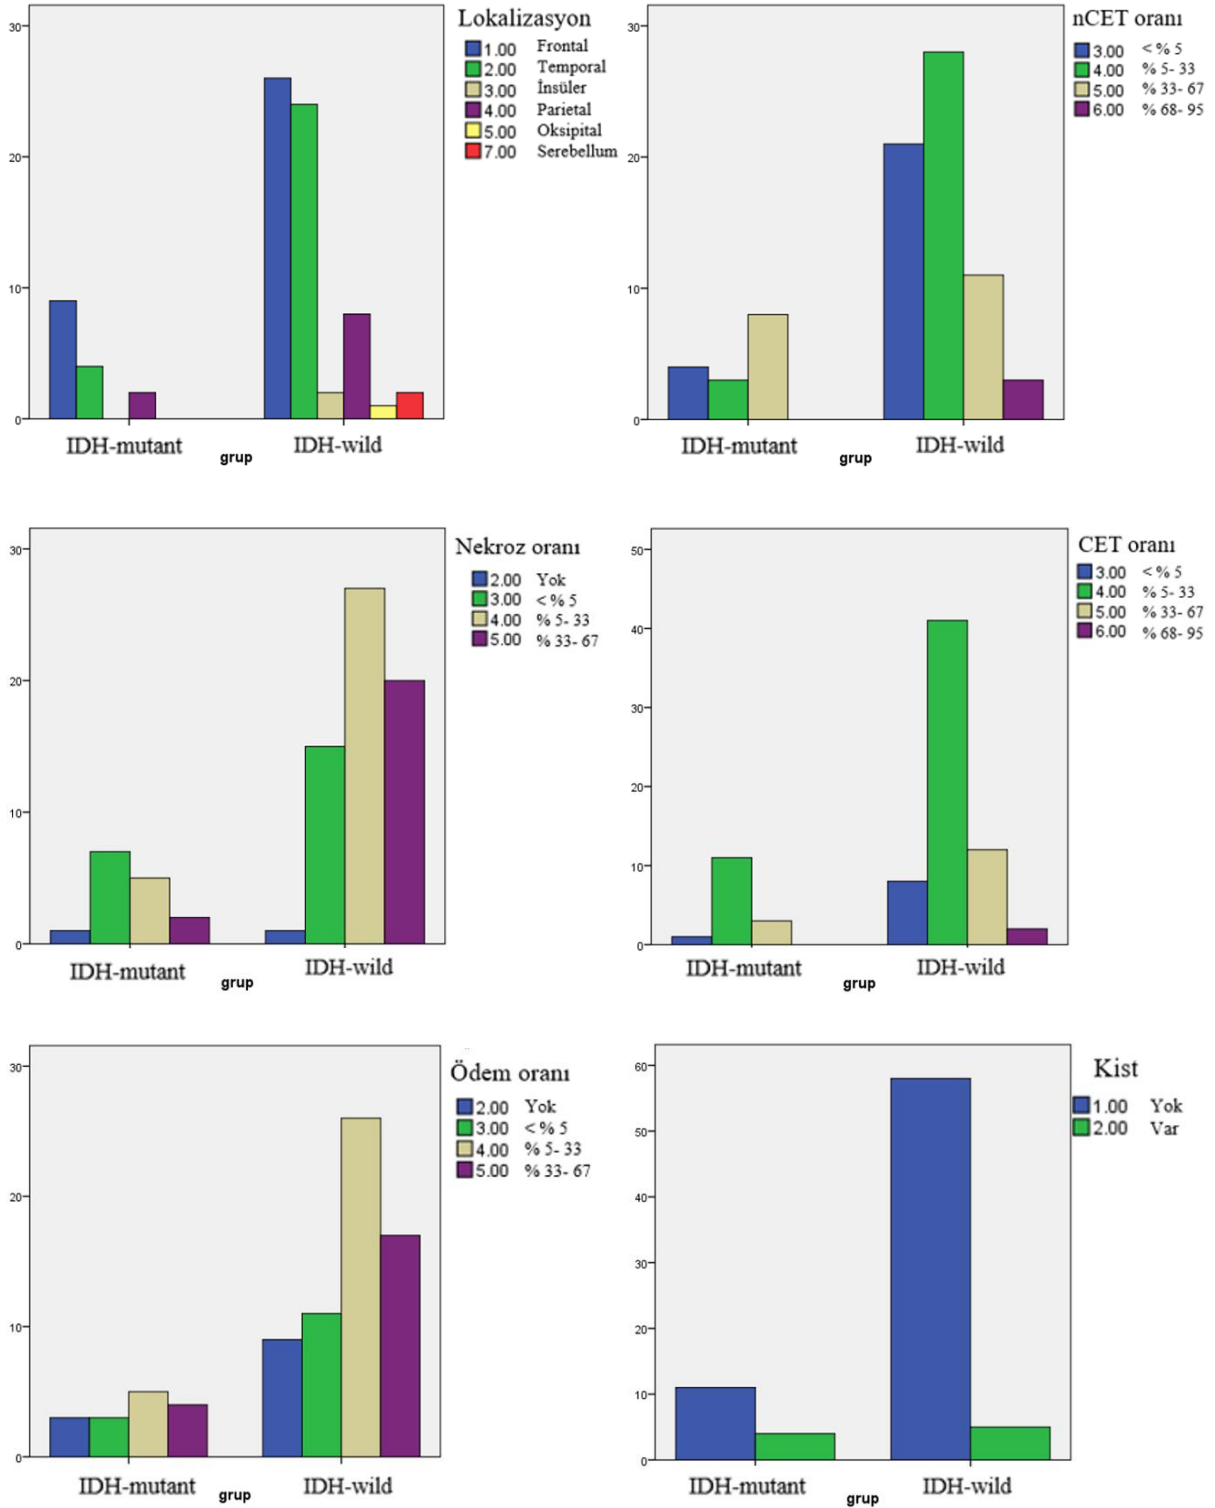 Lokalizasyon
1.00 Frontal
2.00 Temporal
3.00 İnsüler
4.00 Parietal
5.00 Oksipital
7.00 Serebellum
30
20
10
0
IDH-mutant IDH-wild
grup
nCET oranı
3.00 < % 5
4.00 % 5- 33
5.00 % 33- 67
6.00 % 68- 95
30
20
10
0
IDH-mutant IDH-wild
grup
Nekroz oranı
2.00 Yok
3.00 < % 5
4.00 % 5- 33
5.00 % 33- 67
30
20
10
0
IDH-mutant IDH-wild
grup
CET oranı
3.00 < % 5
4.00 % 5- 33
5.00 % 33- 67
6.00 % 68- 95
50
40
30
20
10
0
IDH-mutant IDH-wild
grup
Ödem oranı
2.00 Yok
3.00 < % 5
4.00 % 5- 33
5.00 % 33- 67
30
20
10
0
IDH-mutant IDH-wild
grup
Kist
1.00 Yok
2.00 Var
60
50
40
30
20
10
0
IDH-mutant IDH-wild
grup